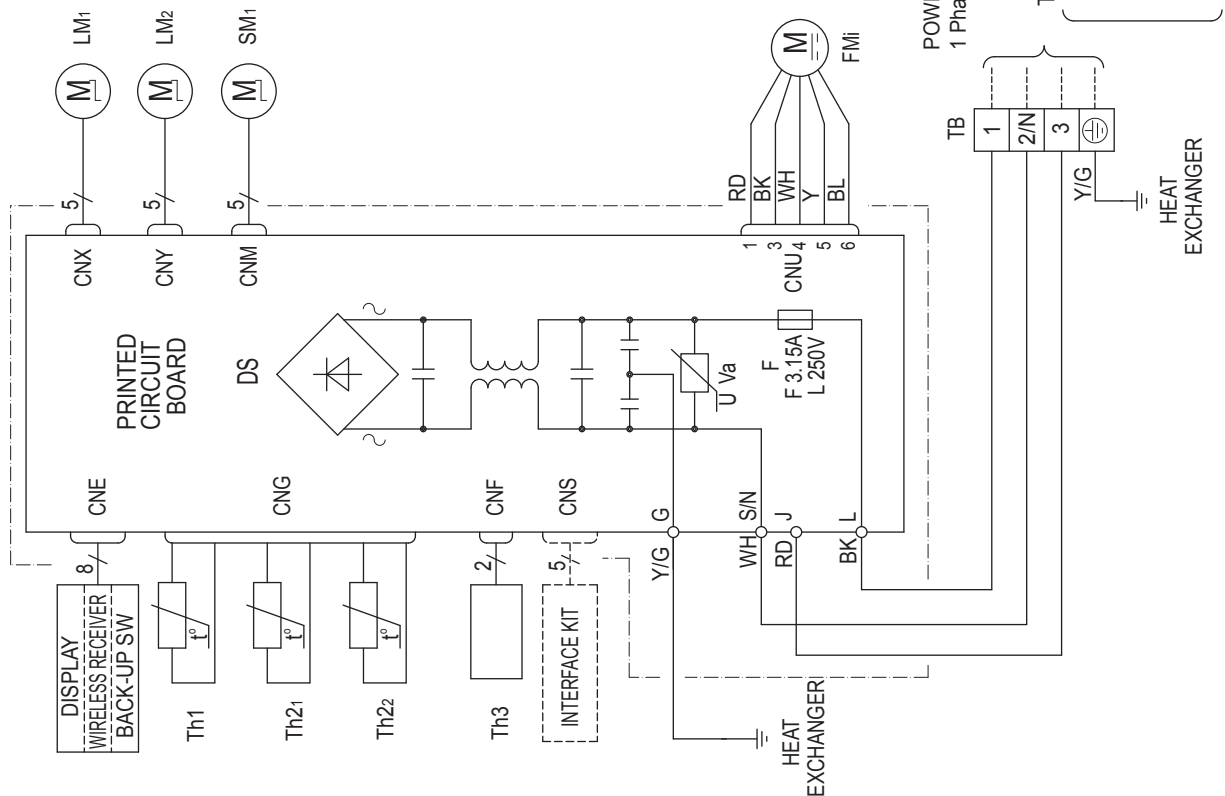 LM1
LM2
SM1
M
M
M
5
5
5
CNX
CNY
CNM
PRINTED
CIRCUIT
BOARD
DS
CNE
CNG
CNF
CNS
8
2
5
DISPLAY
WIRELESS RECEIVER
BACK-UP SW
Th1
t°
Th21
t°
Th22
t°
Th3
INTERFACE KIT
M
FMi
RD
BK
WH
Y
BL
1
3
4
5
6
CNU
F
F 3.15A
L 250V
U Va
Y/G G
WH S/N
RD J
BK L
HEAT
EXCHANGER
TB
1
2/N
3
Y/G
HEAT
EXCHANGER
1